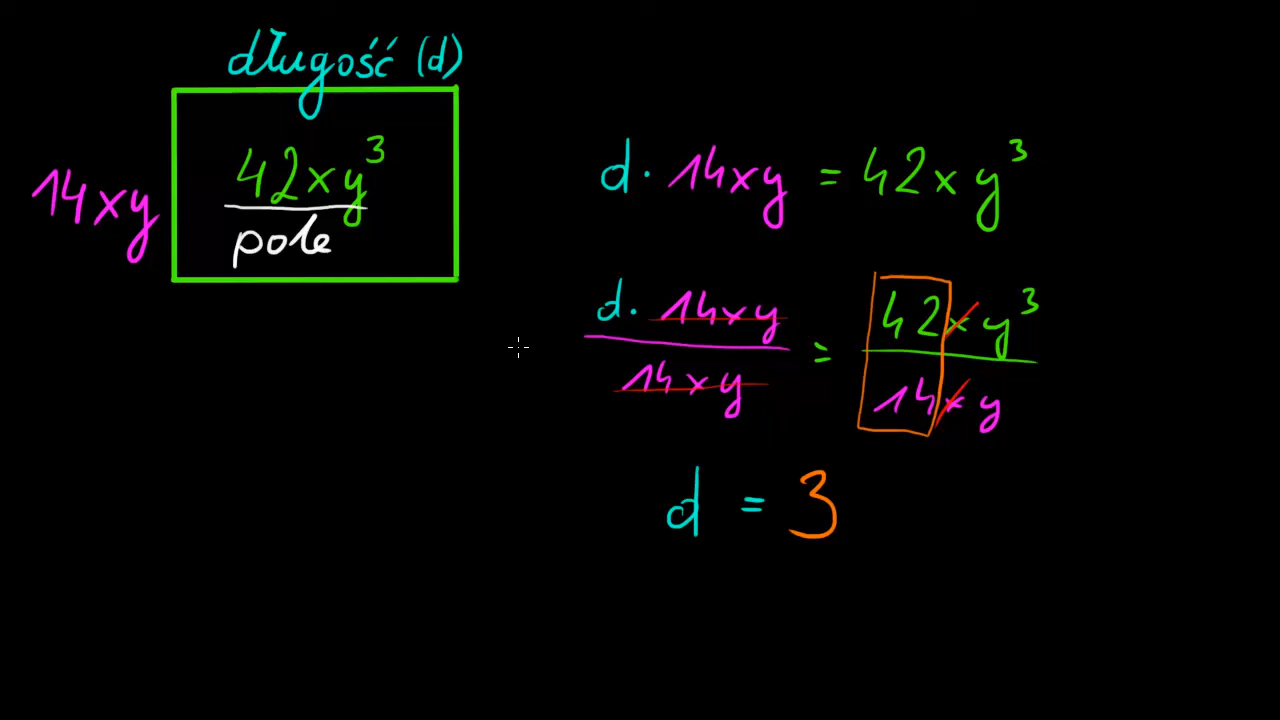 długość (d)
42xy³
pole
14xy
d · 14xy = 42xy³
d · 14xy / 14xy = 42xy³ / 14xy
d = 3